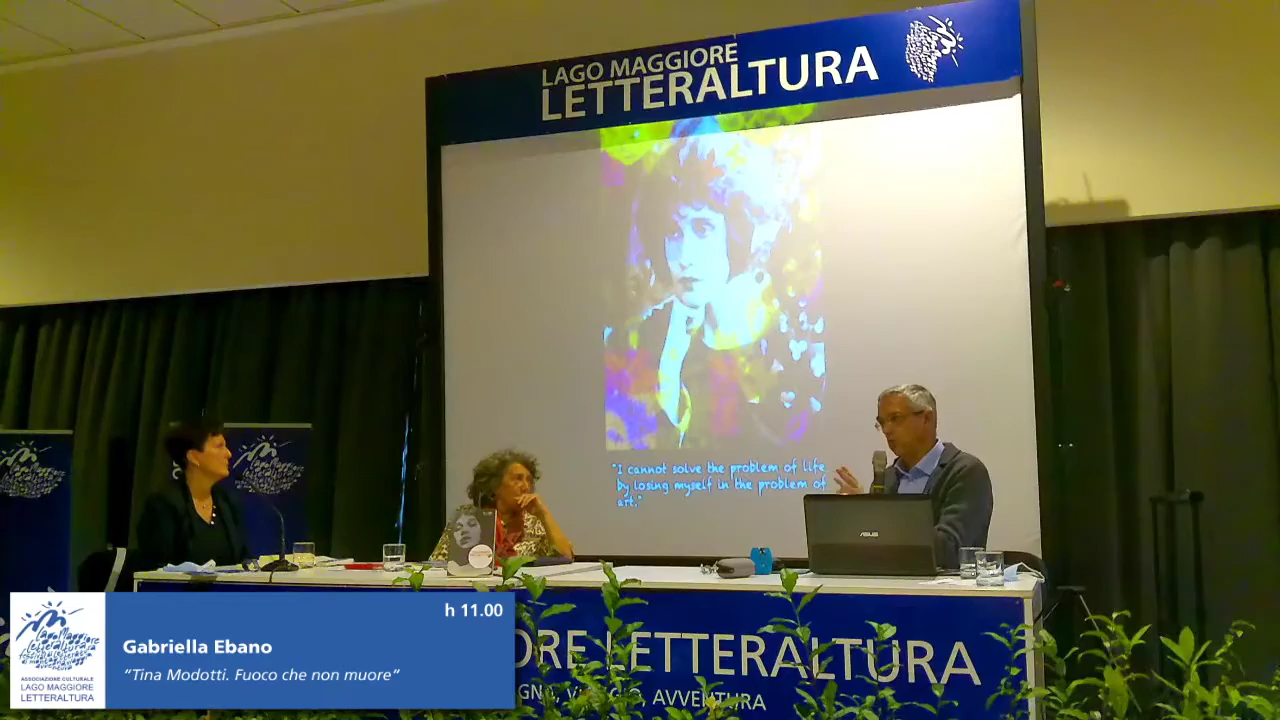 LAGO MAGGIORE
LETTERALTURA
"I cannot solve the problem of life
by losing myself in the problem of
art."
ASUS
h 11.00
Gabriella Ebano
“Tina Modotti. Fuoco che non muore”
ASSOCIAZIONE CULTURALE
LAGO MAGGIORE
LETTERALTURA
ORE LETTERALTURA
AVVENTURA